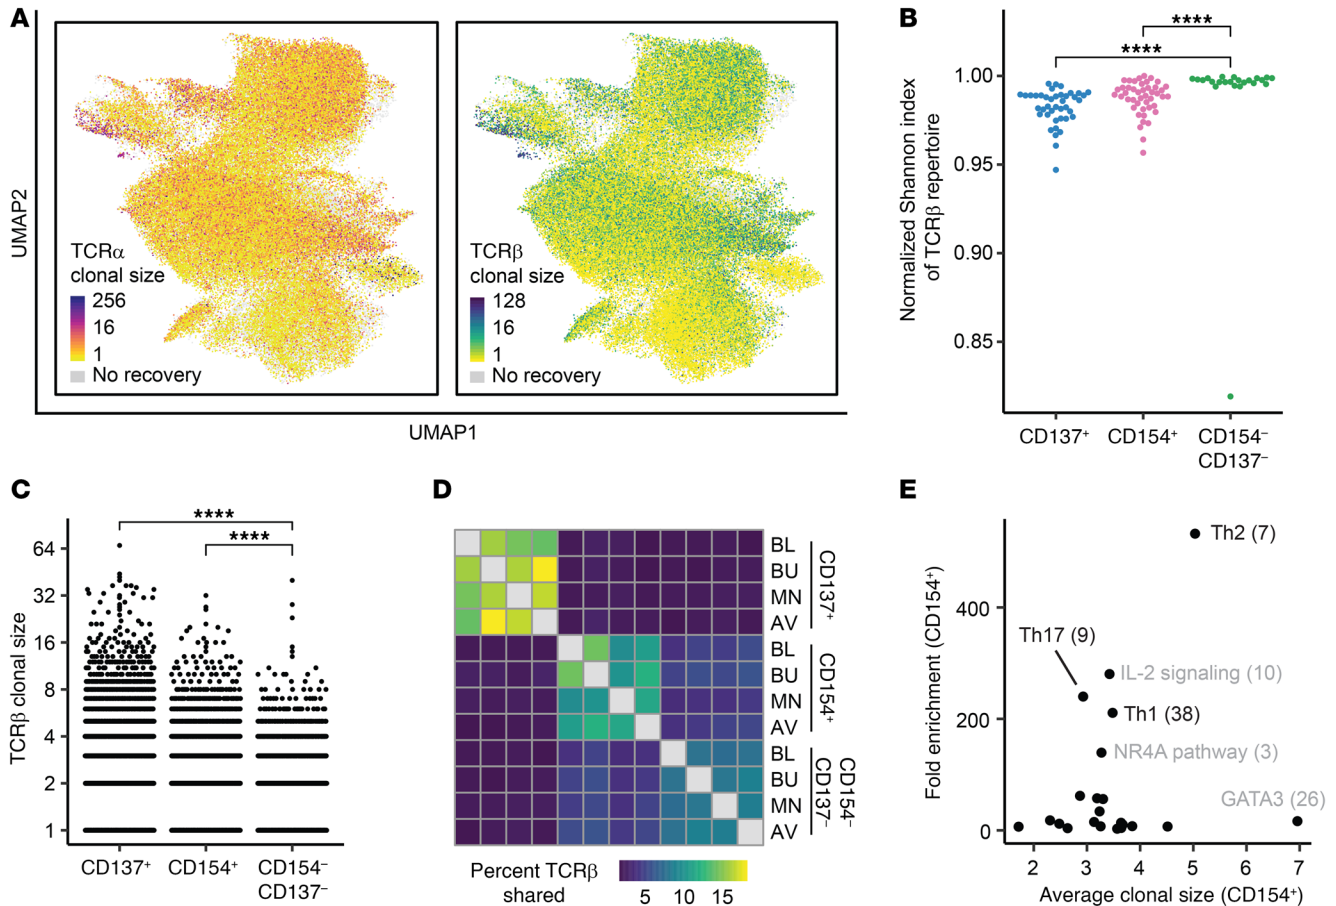 A
UMAP2
TCRα
clonal size
256
16
1
No recovery
TCRβ
clonal size
128
16
1
No recovery
UMAP1
B
Normalized Shannon index
of TCRβ repertoire
1.00
0.95
0.90
0.85
****
****
CD137+
CD154+
CD154–
CD137–
C
TCRβ clonal size
64
32
16
8
4
2
1
****
****
CD137+
CD154+
CD154–
CD137–
D
BL
BU
MN
AV
CD137+
BL
BU
MN
AV
CD154+
BL
BU
MN
AV
CD154–
CD137–
Percent TCRβ
shared
5 10 15
E
Fold enrichment (CD154+)
400
200
0
Th2 (7)
Th17 (9)
IL-2 signaling (10)
Th1 (38)
NR4A pathway (3)
GATA3 (26)
2 3 4 5 6 7
Average clonal size (CD154+)